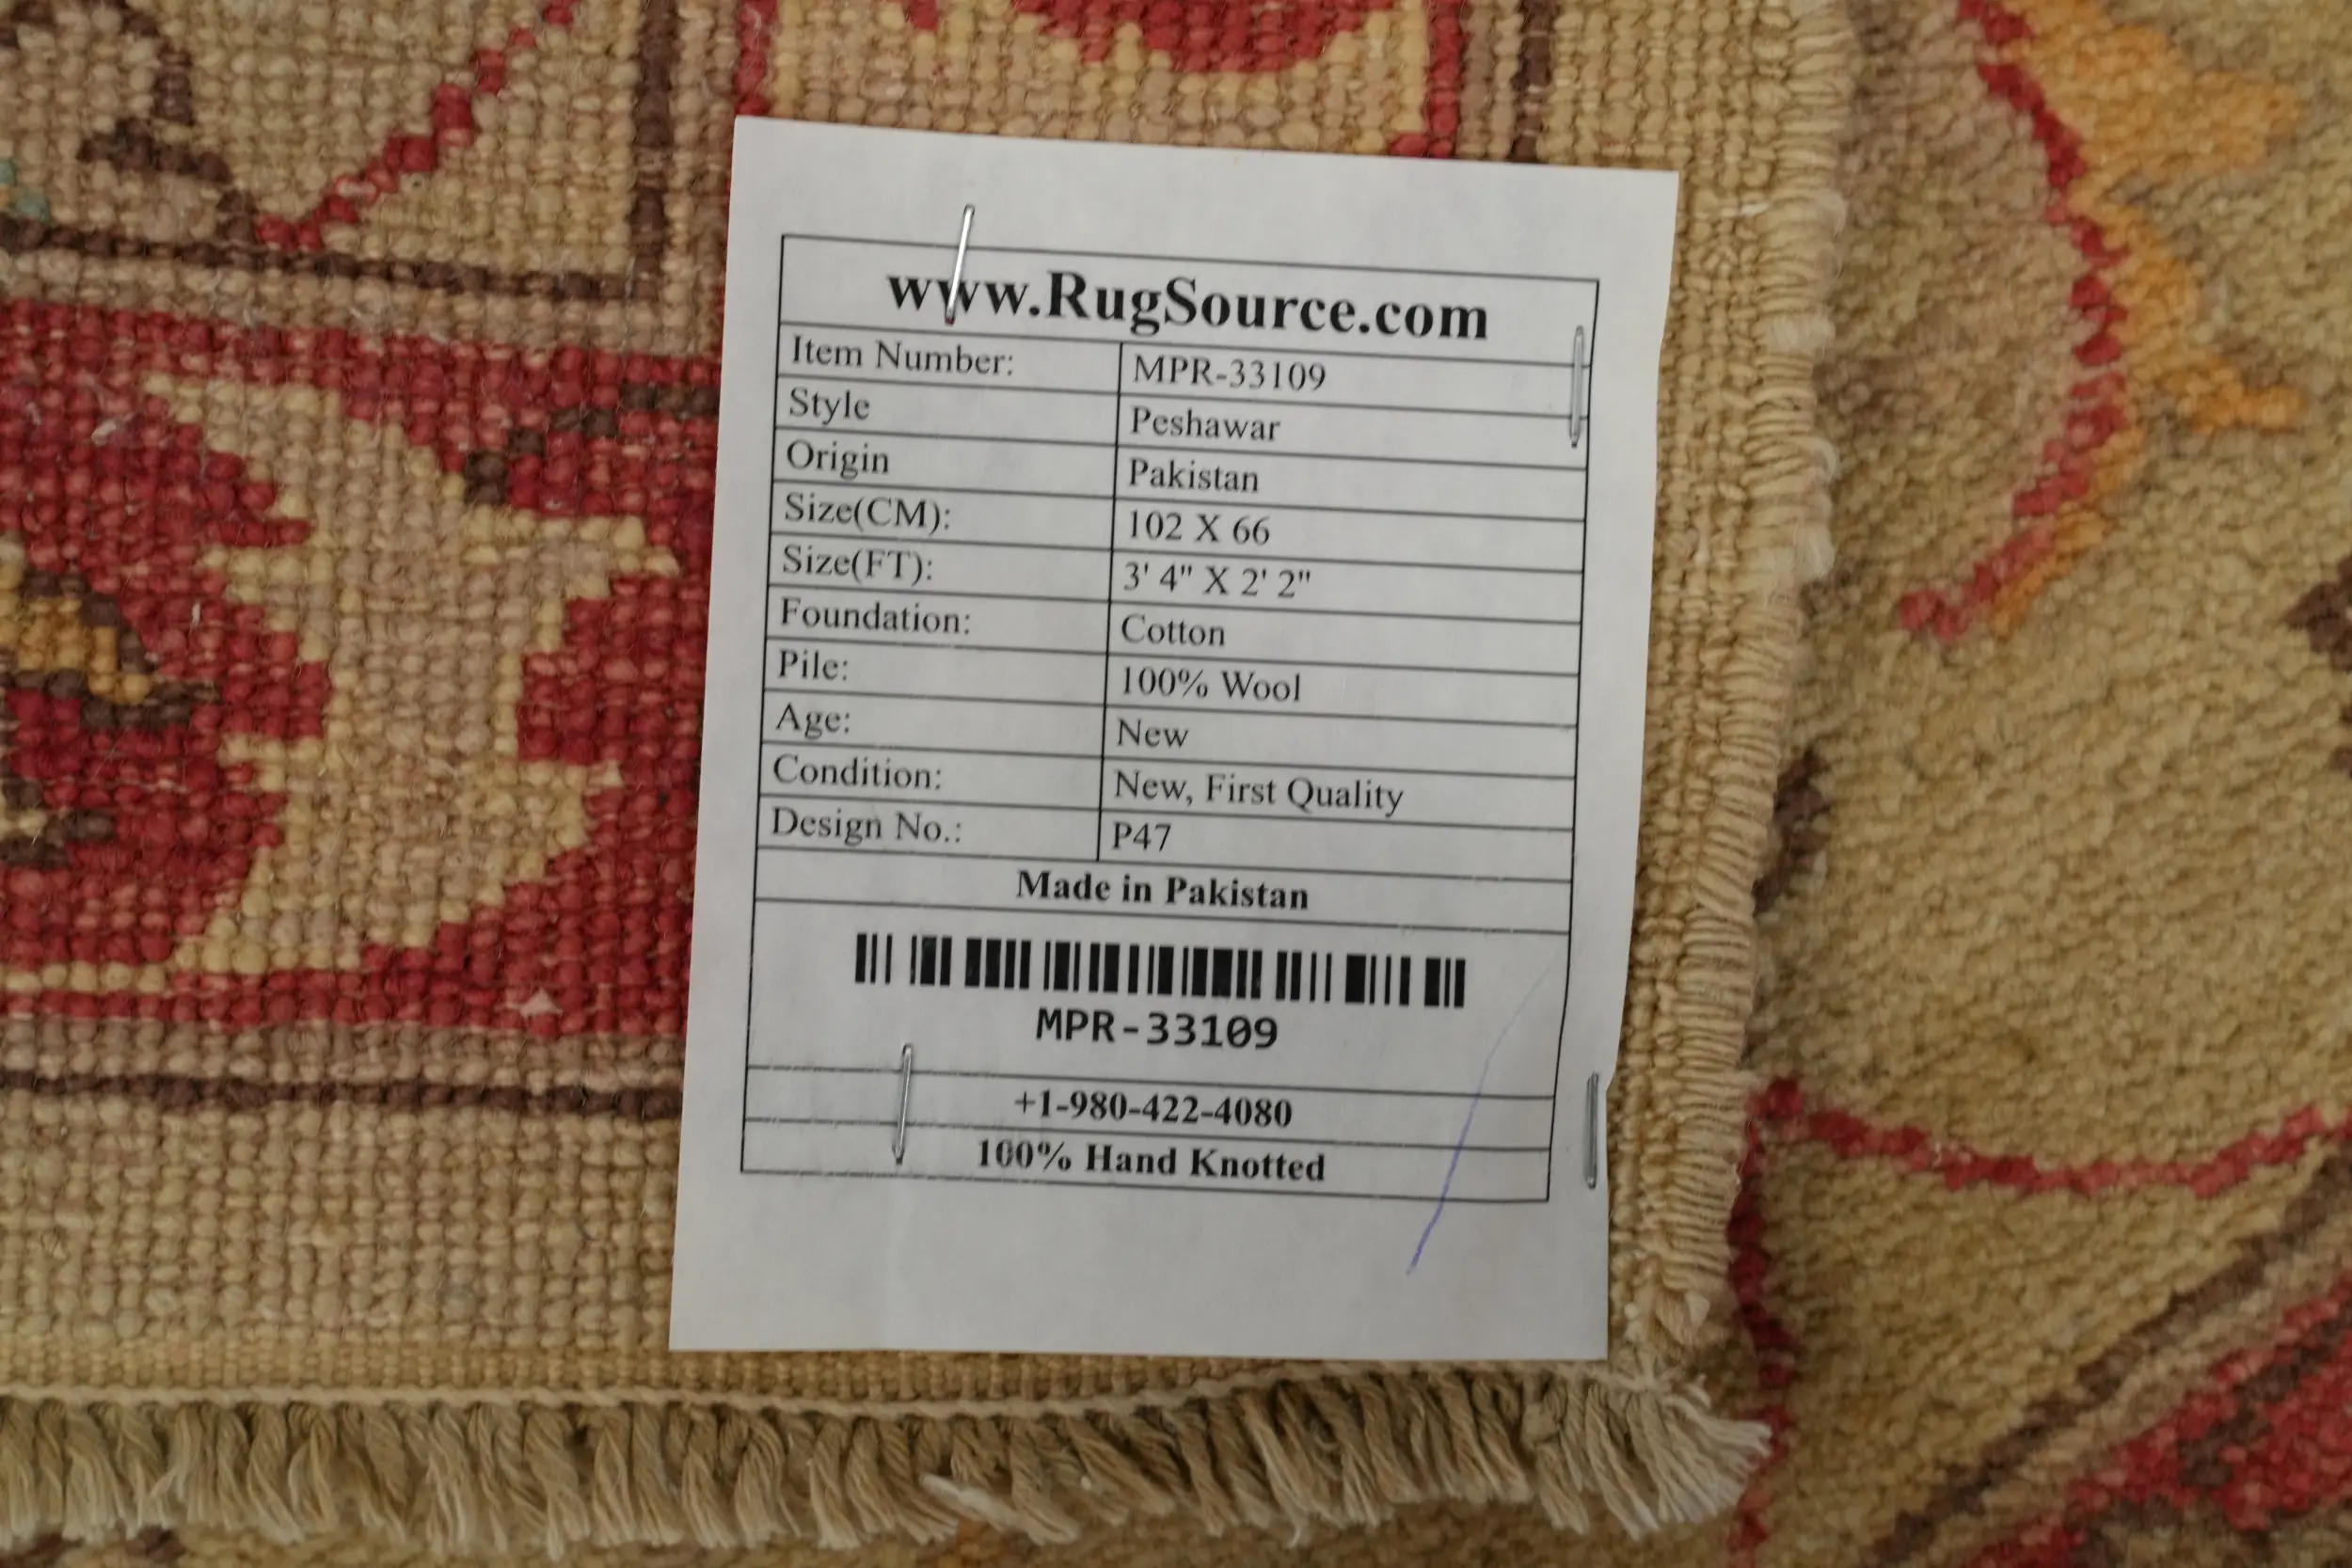 www.RugSource.com
Item Number: MPR-33109
Style Peshawar
Origin Pakistan
Size(CM): 102 X 66
Size(FT): 3' 4" X 2' 2"
Foundation: Cotton
Pile: 100% Wool
Age: New
Condition: New, First Quality
Design No.: P47
Made in Pakistan
MPR-33109
+1-980-422-4080
100% Hand Knotted